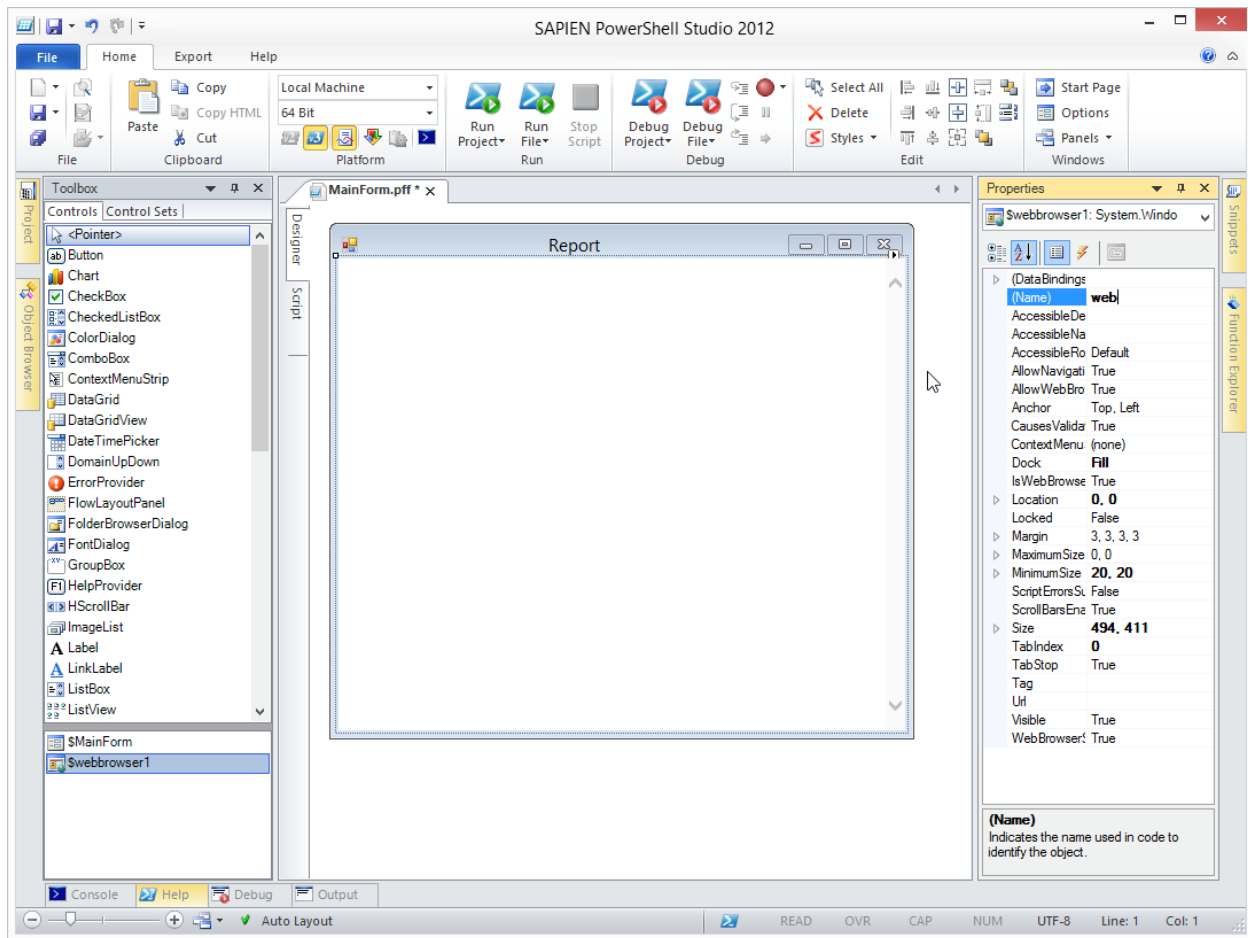 SAPIEN PowerShell Studio 2012
File Home Export Help
Copy
Copy HTML
Cut
Paste
File
Clipboard
Local Machine
64 Bit
Platform
Run Project
Run File
Stop Script
Run
Debug Project
Debug File
Debug
Select All
Delete
Styles
Edit
Start Page
Options
Panels
Windows
Project
Object Browser
Toolbox
Controls Control Sets
<Pointer>
Button
Chart
CheckBox
CheckedListBox
ColorDialog
ComboBox
ContextMenuStrip
DataGrid
DataGridView
DateTimePicker
DomainUpDown
ErrorProvider
FlowLayoutPanel
FolderBrowserDialog
FontDialog
GroupBox
HelpProvider
HScrollBar
ImageList
A Label
A LinkLabel
ListBox
ListView
$MainForm
$webbrowser1
MainForm.pff *
Designer
Script
Report
Properties
$webbrowser1: System.Windo
(DataBindings
(Name) web
AccessibleDe
AccessibleNa
AccessibleRo Default
AllowNavigati True
AllowWebBro True
Anchor Top, Left
CausesValida True
ContextMenu (none)
Dock Fill
IsWebBrowse True
Location 0, 0
Locked False
Margin 3, 3, 3, 3
MaximumSize 0, 0
MinimumSize 20, 20
ScriptErrorsSu False
ScrollBarsEna True
Size 494, 411
TabIndex 0
TabStop True
Tag
Url
Visible True
WebBrowserS True
(Name)
Indicates the name used in code to
identify the object.
Snippets
Function Explorer
Console Help Debug Output
Auto Layout READ OVR CAP NUM UTF-8 Line: 1 Col: 1